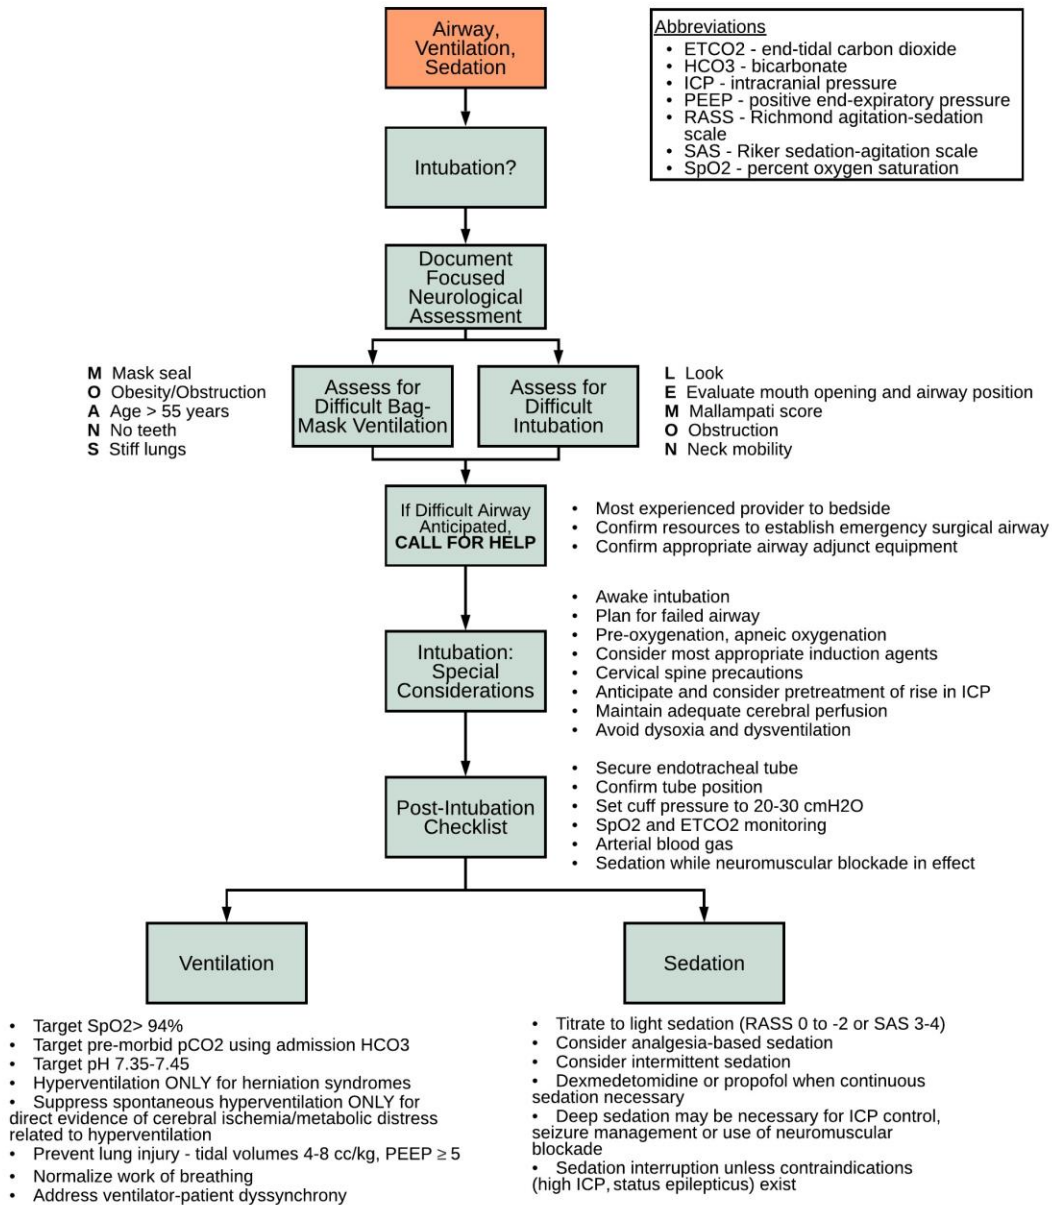 Airway,
Ventilation,
Sedation
Abbreviations
• ETCO2 - end-tidal carbon dioxide
• HCO3 - bicarbonate
• ICP - intracranial pressure
• PEEP - positive end-expiratory pressure
• RASS - Richmond agitation-sedation
scale
• SAS - Riker sedation-agitation scale
• SpO2 - percent oxygen saturation
Intubation?
Document
Focused
Neurological
Assessment
M Mask seal
O Obesity/Obstruction
A Age > 55 years
N No teeth
S Stiff lungs
Assess for
Difficult Bag-
Mask Ventilation
Assess for
Difficult
Intubation
L Look
E Evaluate mouth opening and airway position
M Mallampati score
O Obstruction
N Neck mobility
If Difficult Airway
Anticipated,
CALL FOR HELP
• Most experienced provider to bedside
• Confirm resources to establish emergency surgical airway
• Confirm appropriate airway adjunct equipment
Intubation:
Special
Considerations
• Awake intubation
• Plan for failed airway
• Pre-oxygenation, apneic oxygenation
• Consider most appropriate induction agents
• Cervical spine precautions
• Anticipate and consider pretreatment of rise in ICP
• Maintain adequate cerebral perfusion
• Avoid dysoxia and dysventilation
Post-Intubation
Checklist
• Secure endotracheal tube
• Confirm tube position
• Set cuff pressure to 20-30 cmH2O
• SpO2 and ETCO2 monitoring
• Arterial blood gas
• Sedation while neuromuscular blockade in effect
Ventilation
• Target SpO2> 94%
• Target pre-morbid pCO2 using admission HCO3
• Target pH 7.35-7.45
• Hyperventilation ONLY for herniation syndromes
• Suppress spontaneous hyperventilation ONLY for
direct evidence of cerebral ischemia/metabolic distress
related to hyperventilation
• Prevent lung injury - tidal volumes 4-8 cc/kg, PEEP ≥ 5
• Normalize work of breathing
• Address ventilator-patient dyssynchrony
Sedation
• Titrate to light sedation (RASS 0 to -2 or SAS 3-4)
• Consider analgesia-based sedation
• Consider intermittent sedation
• Dexmedetomidine or propofol when continuous
sedation necessary
• Deep sedation may be necessary for ICP control,
seizure management or use of neuromuscular
blockade
• Sedation interruption unless contraindications
(high ICP, status epilepticus) exist